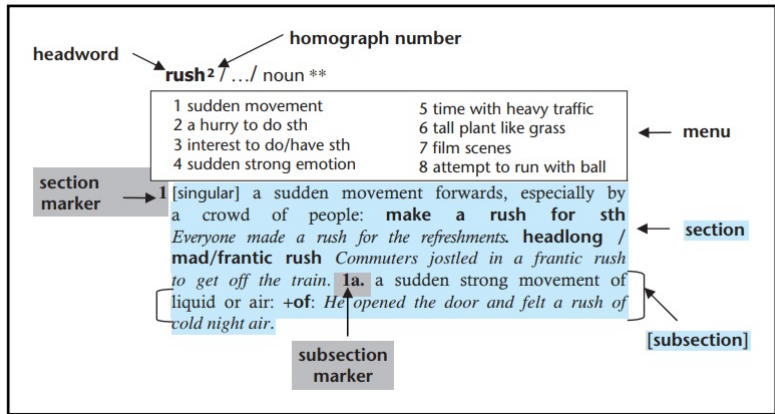 homograph number
headword
rush² / .../ noun **
1 sudden movement
2 a hurry to do sth
3 interest to do/have sth
4 sudden strong emotion
5 time with heavy traffic
6 tall plant like grass
7 film scenes
8 attempt to run with ball
menu
section
marker
1 [singular] a sudden movement forwards, especially by
a crowd of people: make a rush for sth
Everyone made a rush for the refreshments. headlong /
mad/frantic rush Commuters jostled in a frantic rush
to get off the train. 1a. a sudden strong movement of
liquid or air: +of: He opened the door and felt a rush of
cold night air.
section
[subsection]
subsection
marker